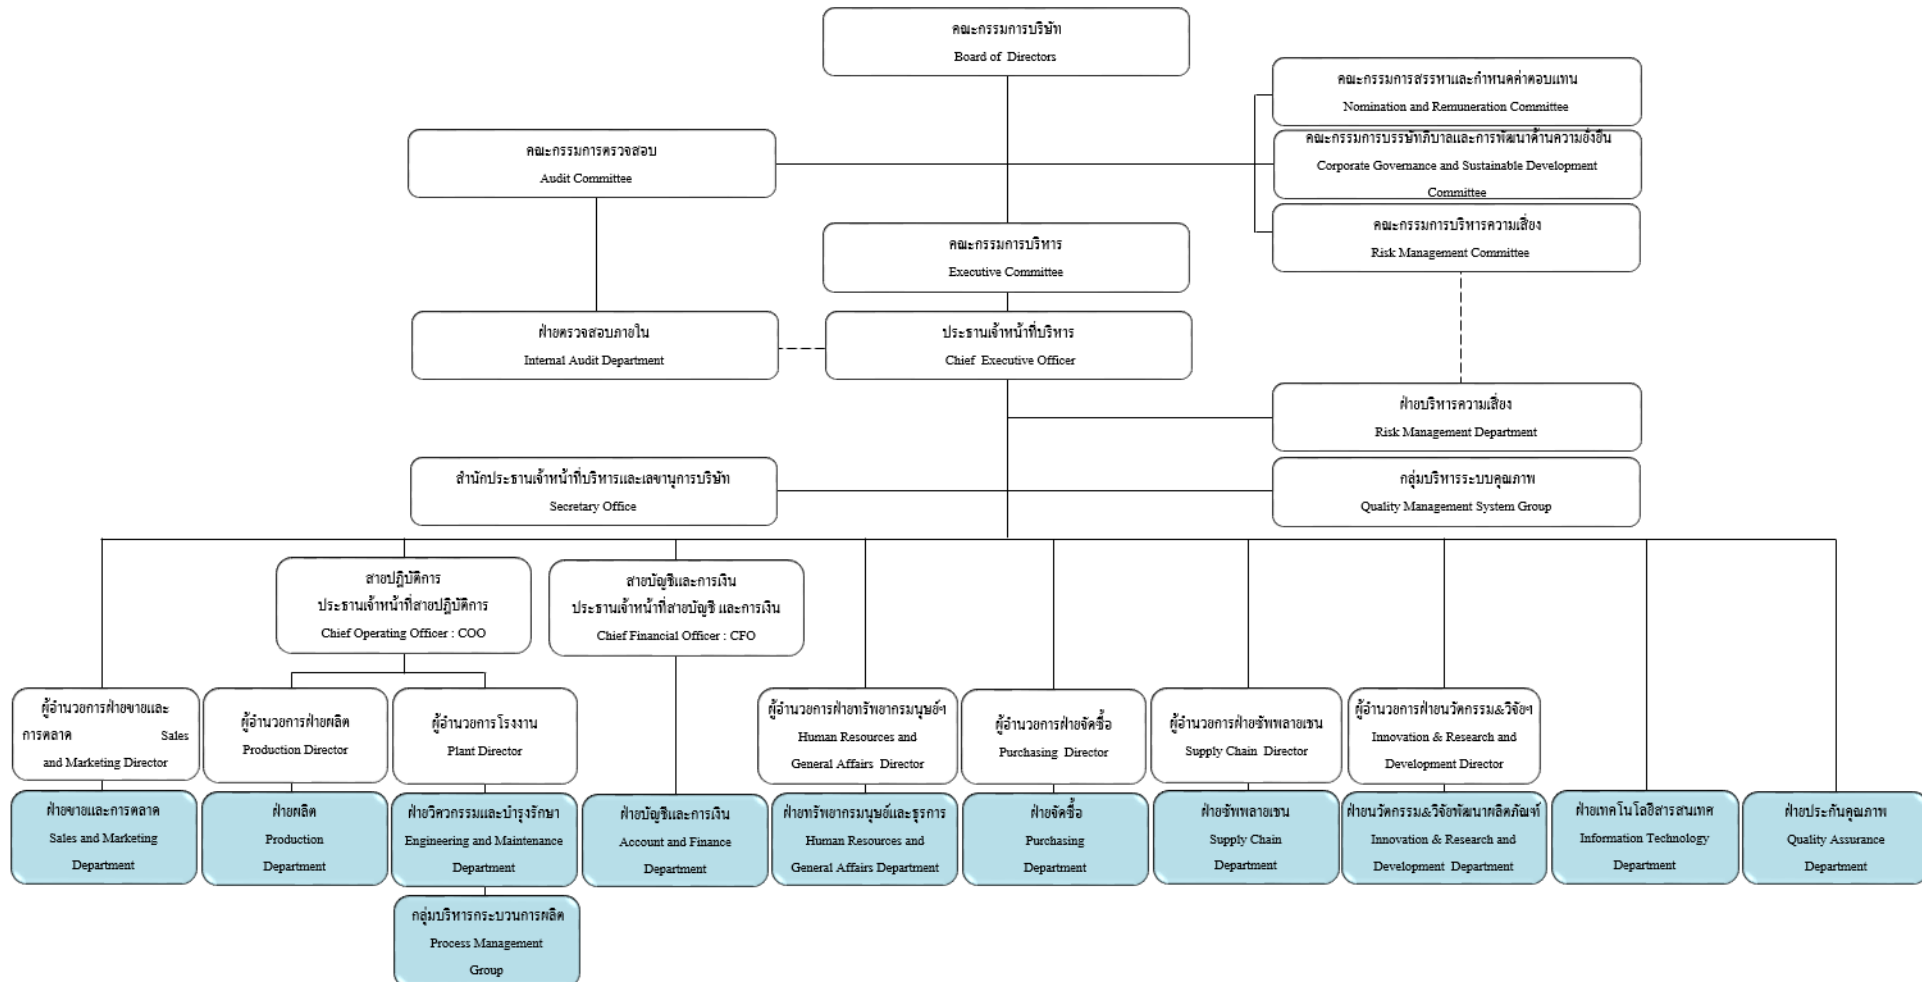 คณะกรรมการบริษัท
Board of Directors
คณะกรรมการสรรหาและกำหนดค่าตอบแทน
Nomination and Remuneration Committee
คณะกรรมการตรวจสอบ
Audit Committee
คณะกรรมการบรรษัทภิบาลและการพัฒนาด้านความยั่งยืน
Corporate Governance and Sustainable Development
Committee
คณะกรรมการบริหาร
Executive Committee
คณะกรรมการบริหารความเสี่ยง
Risk Management Committee
ฝ่ายตรวจสอบภายใน
Internal Audit Department
ประธานเจ้าหน้าที่บริหาร
Chief Executive Officer
ฝ่ายบริหารความเสี่ยง
Risk Management Department
สำนักประธานเจ้าหน้าที่บริหารและเลขานุการบริษัท
Secretary Office
กลุ่มบริหารระบบคุณภาพ
Quality Management System Group
สายปฏิบัติการ
ประธานเจ้าหน้าที่สายปฏิบัติการ
Chief Operating Officer : COO
สายบัญชีและการเงิน
ประธานเจ้าหน้าที่สายบัญชี และการเงิน
Chief Financial Officer : CFO
ผู้อำนวยการฝ่ายขายและ
การตลาด Sales
and Marketing Director
ผู้อำนวยการฝ่ายผลิต
Production Director
ผู้อำนวยการโรงงาน
Plant Director
ผู้อำนวยการฝ่ายทรัพยากรมนุษย์ฯ
Human Resources and
General Affairs Director
ผู้อำนวยการฝ่ายจัดซื้อ
Purchasing Director
ผู้อำนวยการฝ่ายซัพพลายเชน
Supply Chain Director
ผู้อำนวยการฝ่ายนวัตกรรม&วิจัยฯ
Innovation & Research and
Development Director
ฝ่ายขายและการตลาด
Sales and Marketing
Department
ฝ่ายผลิต
Production
Department
ฝ่ายวิศวกรรมและบำรุงรักษา
Engineering and Maintenance
Department
ฝ่ายบัญชีและการเงิน
Account and Finance
Department
ฝ่ายทรัพยากรมนุษย์และธุรการ
Human Resources and
General Affairs Department
ฝ่ายจัดซื้อ
Purchasing
Department
ฝ่ายซัพพลายเชน
Supply Chain
Department
ฝ่ายนวัตกรรม&วิจัยพัฒนาผลิตภัณฑ์
Innovation & Research and
Development Department
ฝ่ายเทคโนโลยีสารสนเทศ
Information Technology
Department
ฝ่ายประกันคุณภาพ
Quality Assurance
Department
กลุ่มบริหารกระบวนการผลิต
Process Management
Group